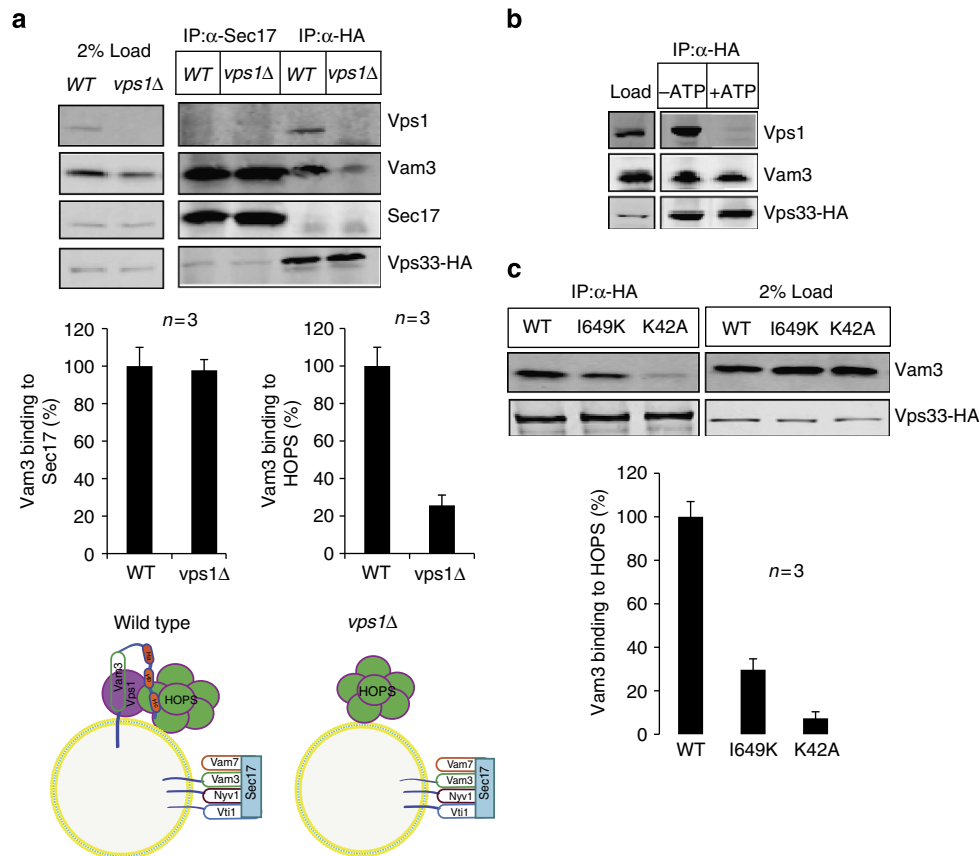 a
2% Load
WT vps1Δ
IP:α-Sec17 IP:α-HA
WT vps1Δ WT vps1Δ
Vps1
Vam3
Sec17
Vps33-HA
n=3
Vam3 binding to
Sec17 (%)
120
100
80
60
40
20
0
WT vps1Δ
n=3
Vam3 binding to
HOPS (%)
120
100
80
60
40
20
0
WT vps1Δ
Wild type
Vam3
Vps1
HOPS
Vam7
Vam3
Nyv1
Vti1
Sec17
vps1Δ
HOPS
Vam7
Vam3
Nyv1
Vti1
Sec17
b
IP:α-HA
Load –ATP +ATP
Vps1
Vam3
Vps33-HA
c
IP:α-HA 2% Load
WT I649K K42A WT I649K K42A
Vam3
Vps33-HA
Vam3 binding to HOPS (%)
120
100
80
60
40
20
0
n=3
WT I649K K42A